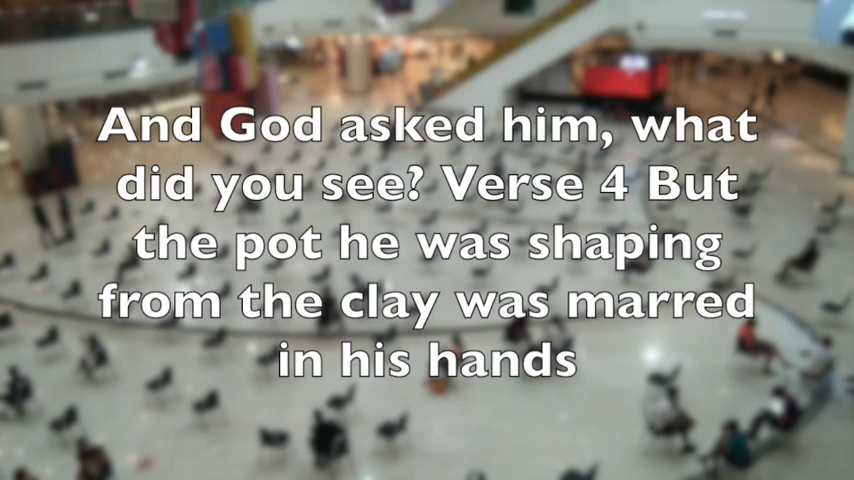 And God asked him, what
did you see? Verse 4 But
the pot he was shaping
from the clay was marred
in his hands